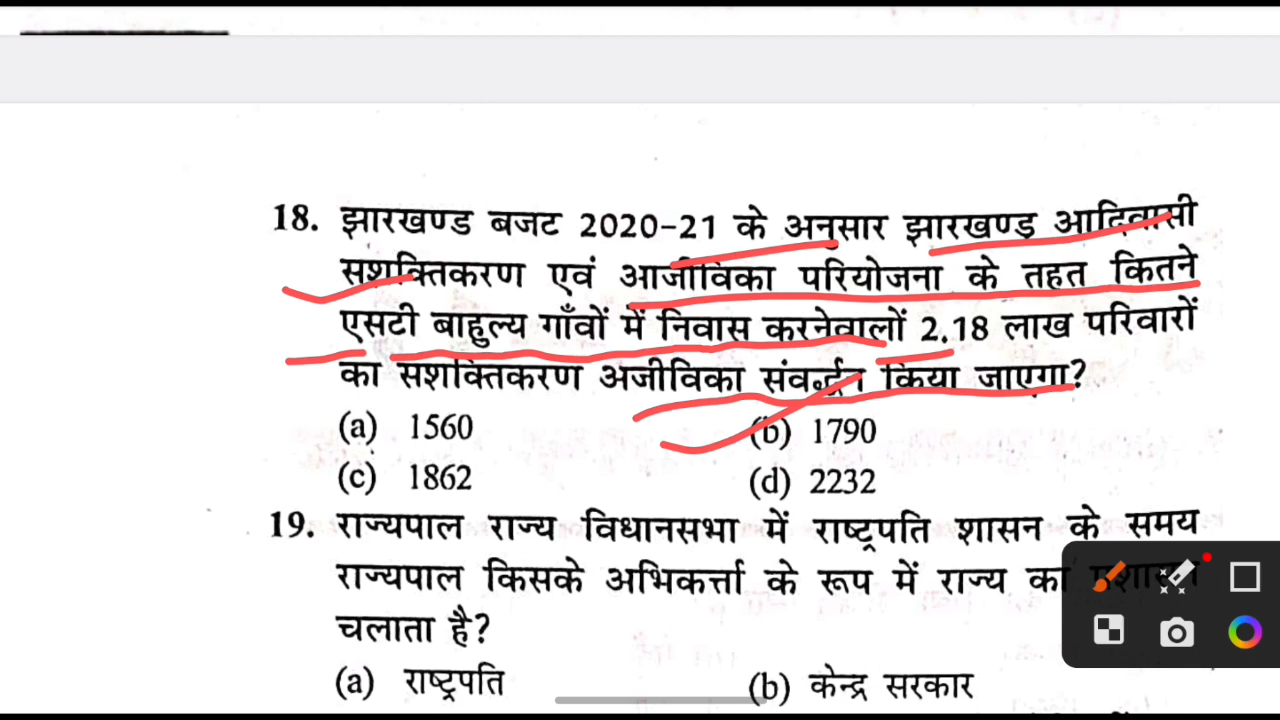 18. झारखण्ड बजट 2020-21 के अनुसार झारखण्ड आदिवासी
सशक्तिकरण एवं आजीविका परियोजना के तहत कितने
एसटी बाहुल्य गाँवों में निवास करनेवालों 2.18 लाख परिवारों
का सशक्तिकरण अजीविका संवर्द्धन किया जाएगा?
(a) 1560 (b) 1790
(c) 1862 (d) 2232
19. राज्यपाल राज्य विधानसभा में राष्ट्रपति शासन के समय
राज्यपाल किसके अभिकर्त्ता के रूप में राज्य का
चलाता है?
(a) राष्ट्रपति (b) केन्द्र सरकार